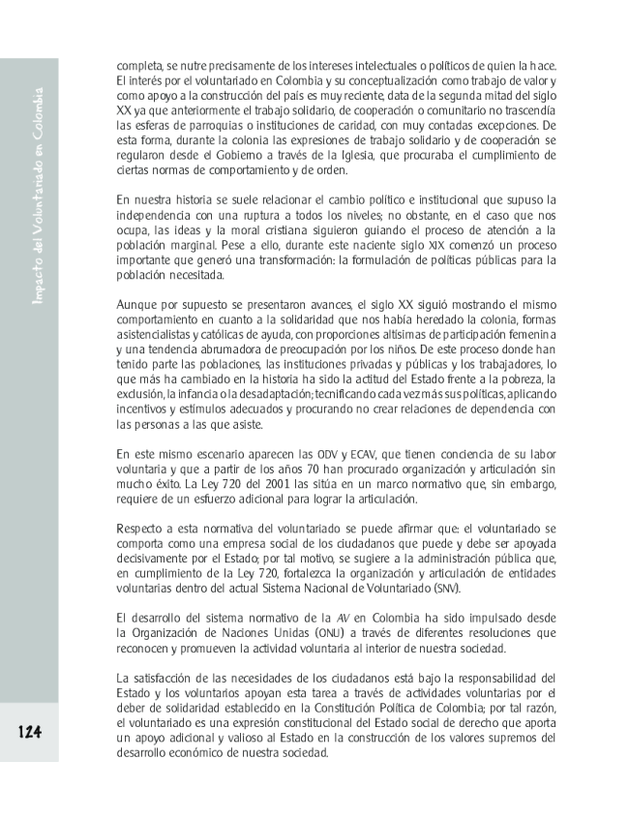 Impacto del Voluntariado en Colombia
completa, se nutre precisamente de los intereses intelectuales o políticos de quien la hace.
El interés por el voluntariado en Colombia y su conceptualización como trabajo de valor y
como apoyo a la construcción del país es muy reciente, data de la segunda mitad del siglo
XX ya que anteriormente el trabajo solidario, de cooperación o comunitario no trascendía
las esferas de parroquias o instituciones de caridad, con muy contadas excepciones. De
esta forma, durante la colonia las expresiones de trabajo solidario y de cooperación se
regularon desde el Gobierno a través de la Iglesia, que procuraba el cumplimiento de
ciertas normas de comportamiento y de orden.
En nuestra historia se suele relacionar el cambio político e institucional que supuso la
independencia con una ruptura a todos los niveles; no obstante, en el caso que nos
ocupa, las ideas y la moral cristiana siguieron guiando el proceso de atención a la
población marginal. Pese a ello, durante este naciente siglo XIX comenzó un proceso
importante que generó una transformación: la formulación de políticas públicas para la
población necesitada.
Aunque por supuesto se presentaron avances, el siglo XX siguió mostrando el mismo
comportamiento en cuanto a la solidaridad que nos había heredado la colonia, formas
asistencialistas y católicas de ayuda, con proporciones altísimas de participación femenina
y una tendencia abrumadora de preocupación por los niños. De este proceso donde han
tenido parte las poblaciones, las instituciones privadas y públicas y los trabajadores, lo
que más ha cambiado en la historia ha sido la actitud del Estado frente a la pobreza, la
exclusión, la infancia o la desadaptación; tecnificando cada vez más sus políticas, aplicando
incentivos y estímulos adecuados y procurando no crear relaciones de dependencia con
las personas a las que asiste.
En este mismo escenario aparecen las ODV y ECAV, que tienen conciencia de su labor
voluntaria y que a partir de los años 70 han procurado organización y articulación sin
mucho éxito. La Ley 720 del 2001 las sitúa en un marco normativo que, sin embargo,
requiere de un esfuerzo adicional para lograr la articulación.
Respecto a esta normativa del voluntariado se puede afirmar que: el voluntariado se
comporta como una empresa social de los ciudadanos que puede y debe ser apoyada
decisivamente por el Estado; por tal motivo, se sugiere a la administración pública que,
en cumplimiento de la Ley 720, fortalezca la organización y articulación de entidades
voluntarias dentro del actual Sistema Nacional de Voluntariado (SNV).
El desarrollo del sistema normativo de la AV en Colombia ha sido impulsado desde
la Organización de Naciones Unidas (ONU) a través de diferentes resoluciones que
reconocen y promueven la actividad voluntaria al interior de nuestra sociedad.
La satisfacción de las necesidades de los ciudadanos está bajo la responsabilidad del
Estado y los voluntarios apoyan esta tarea a través de actividades voluntarias por el
deber de solidaridad establecido en la Constitución Política de Colombia; por tal razón,
el voluntariado es una expresión constitucional del Estado social de derecho que aporta
un apoyo adicional y valioso al Estado en la construcción de los valores supremos del
desarrollo económico de nuestra sociedad.
124